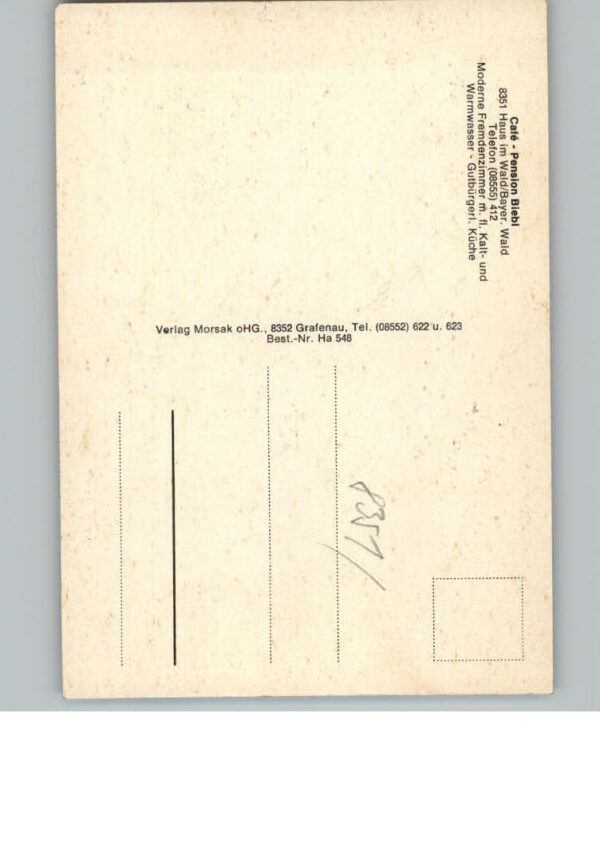 Café - Pension Biebl
8351 Haus im Wald/Bayer. Wald
Telefon (08555) 412
Moderne Fremdenzimmer m. fl. Kalt- und
Warmwasser - Gutbürgerl. Küche
Verlag Morsak oHG., 8352 Grafenau, Tel. (08552) 622 u. 623
Best.-Nr. Ha 548
8351/